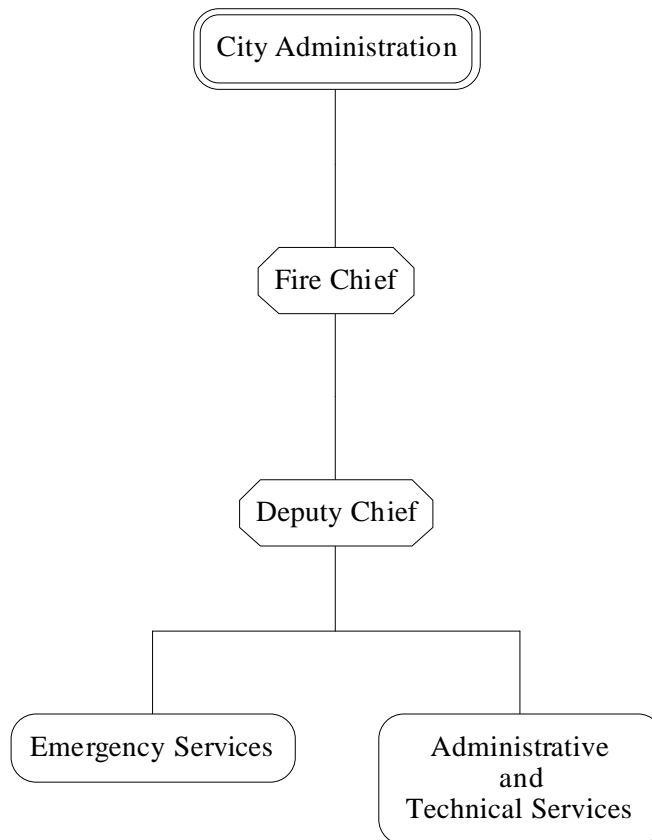 City Administration
Fire Chief
Deputy Chief
Emergency Services
Administrative
and
Technical Services